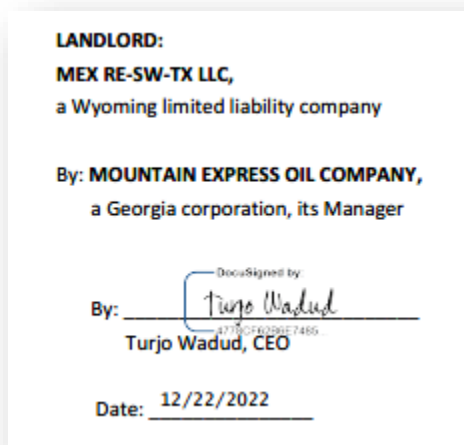 LANDLORD:
MEX RE-SW-TX LLC,
a Wyoming limited liability company
By: MOUNTAIN EXPRESS OIL COMPANY,
a Georgia corporation, its Manager
DocuSigned by:
By: Turjo Wadud
Turjo Wadud, CEO
Date: 12/22/2022